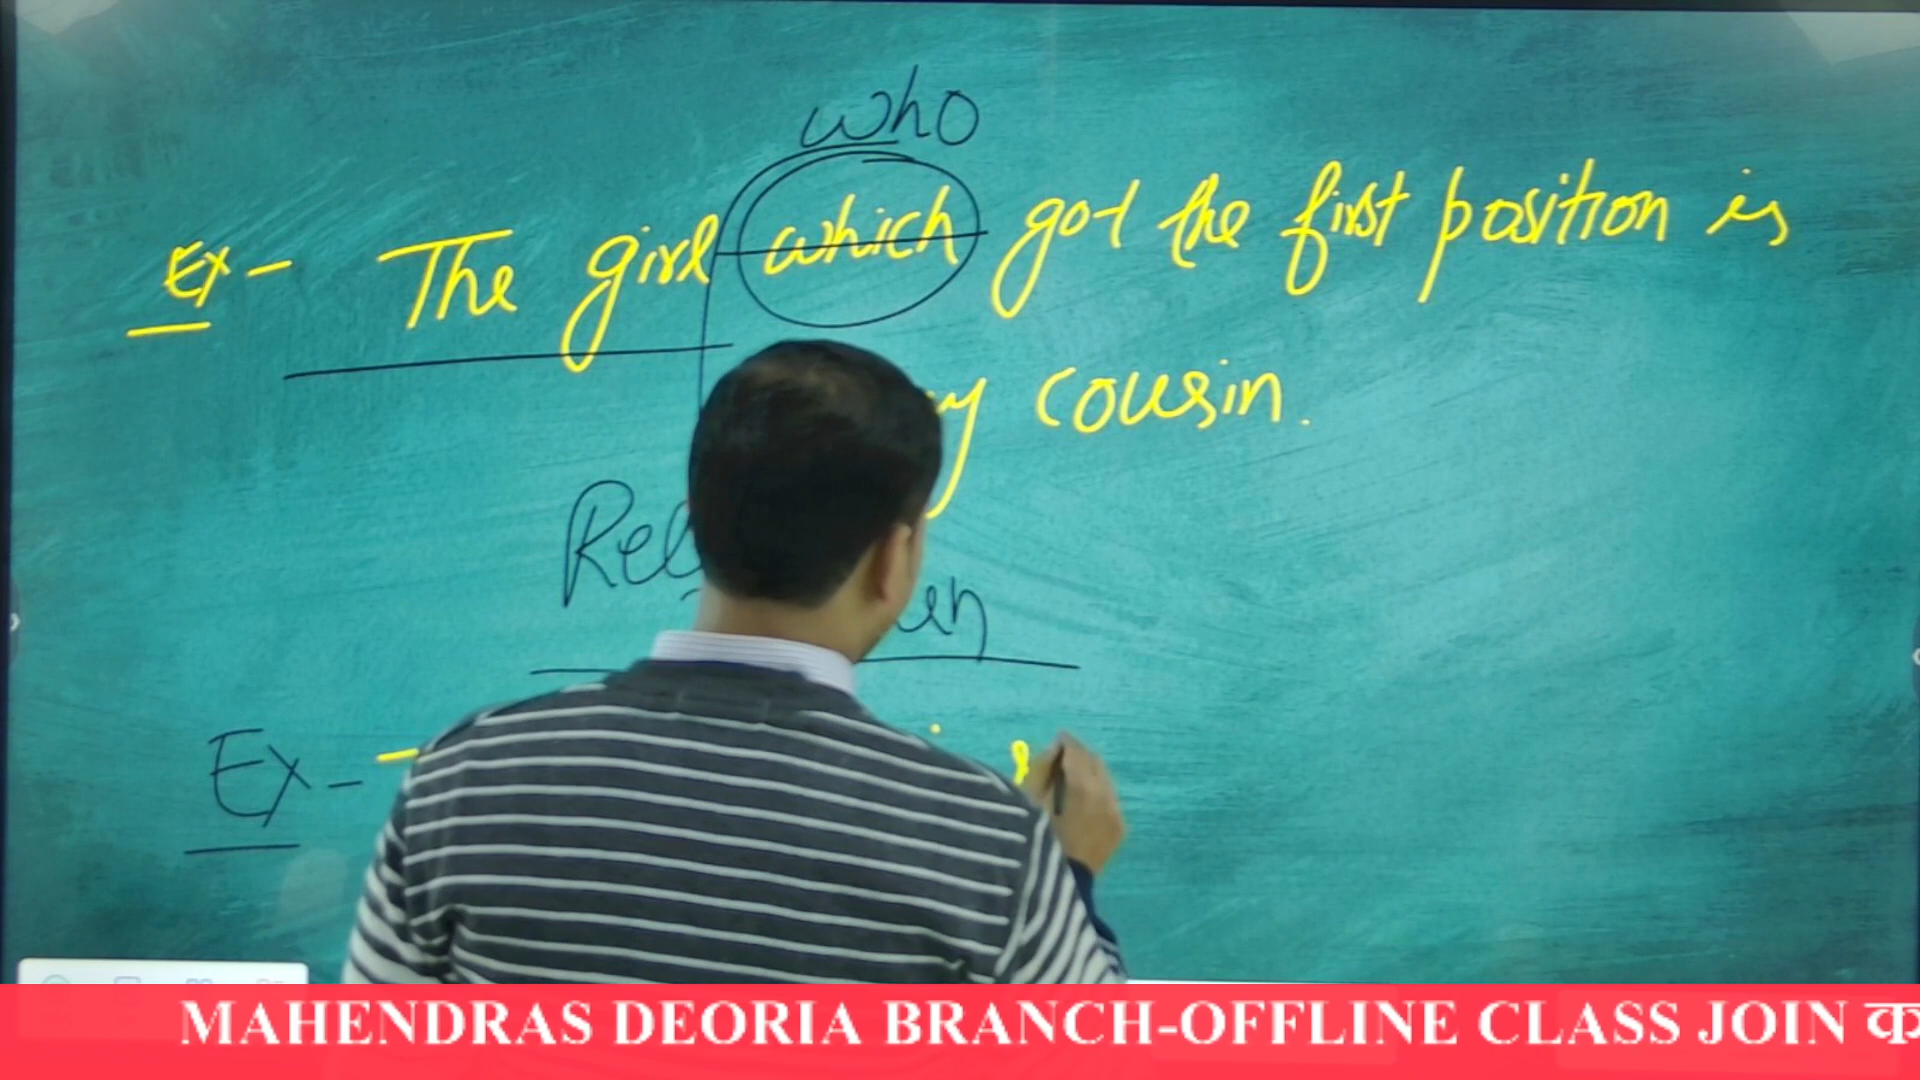 who
Ex - The girl which got the first position is
cousin.
Ex -
MAHENDRAS DEORIA BRANCH-OFFLINE CLASS JOIN